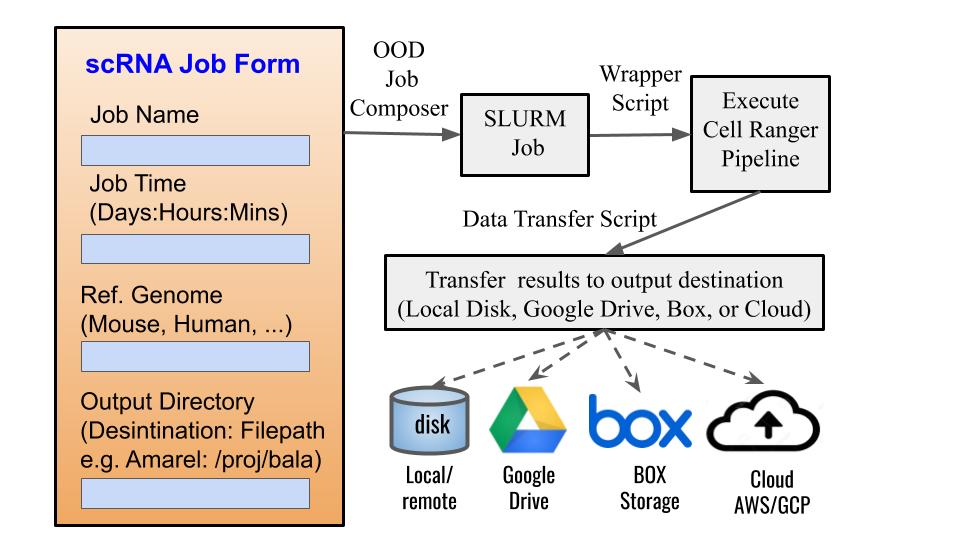 scRNA Job Form
Job Name
Job Time
(Days:Hours:Mins)
Ref. Genome
(Mouse, Human, ...)
Output Directory
(Desintination: Filepath
e.g. Amarel: /proj/bala)
OOD
Job
Composer
SLURM
Job
Wrapper
Script
Execute
Cell Ranger
Pipeline
Data Transfer Script
Transfer results to output destination
(Local Disk, Google Drive, Box, or Cloud)
disk
box
Local/
remote
Google
Drive
BOX
Storage
Cloud
AWS/GCP